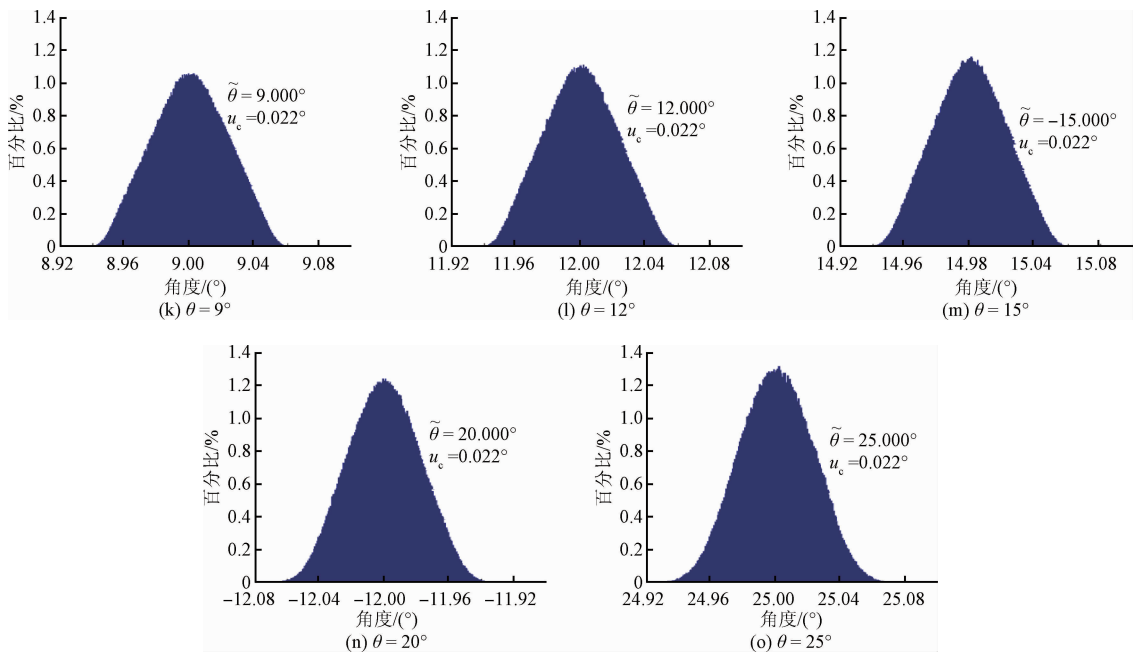 1.4
1.2
1.0
0.8
0.6
0.4
0.2
0
百分比/%
θ̃ = 9.000°
u_c =0.022°
8.92 8.96 9.00 9.04 9.08
角度/(°)
(k) θ = 9°
1.4
1.2
1.0
0.8
0.6
0.4
0.2
0
百分比/%
θ̃ = 12.000°
u_c =0.022°
11.92 11.96 12.00 12.04 12.08
角度/(°)
(l) θ = 12°
1.4
1.2
1.0
0.8
0.6
0.4
0.2
0
百分比/%
θ̃ = −15.000°
u_c =0.022°
14.92 14.96 14.98 15.04 15.08
角度/(°)
(m) θ = 15°
1.4
1.2
1.0
0.8
0.6
0.4
0.2
0
百分比/%
θ̃ = 20.000°
u_c =0.022°
−12.08 −12.04 −12.00 −11.96 −11.92
角度/(°)
(n) θ = 20°
1.4
1.2
1.0
0.8
0.6
0.4
0.2
0
百分比/%
θ̃ = 25.000°
u_c =0.022°
24.92 24.96 25.00 25.04 25.08
角度/(°)
(o) θ = 25°